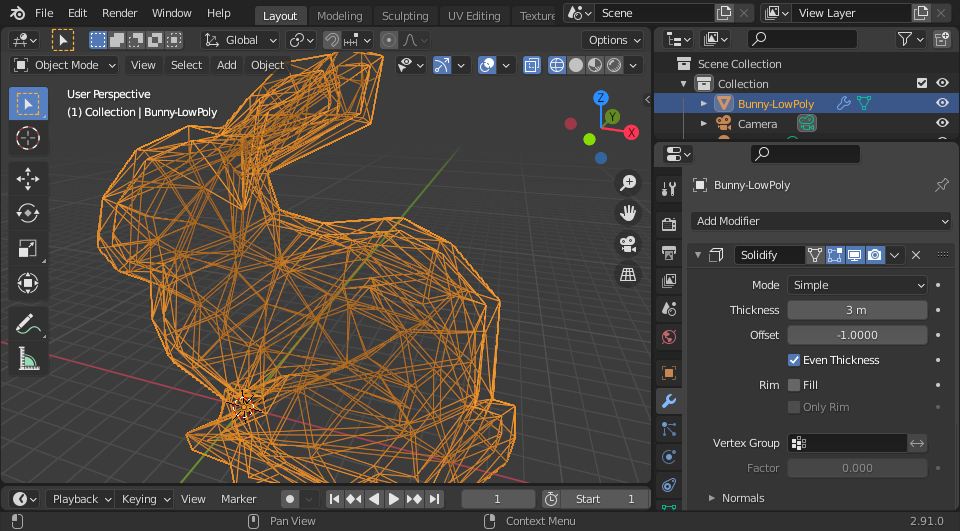 File Edit Render Window Help Layout Modeling Sculpting UV Editing Texture Scene View Layer
Global Options
Object Mode View Select Add Object
User Perspective
(1) Collection | Bunny-LowPoly
Z
Y
X
Scene Collection
Collection
Bunny-LowPoly
Camera
Bunny-LowPoly
Add Modifier
Solidify
Mode Simple
Thickness 3 m
Offset -1.0000
Even Thickness
Rim Fill
Only Rim
Vertex Group
Factor 0.000
Normals
Playback Keying View Marker 1 Start 1
Pan View Context Menu 2.91.0